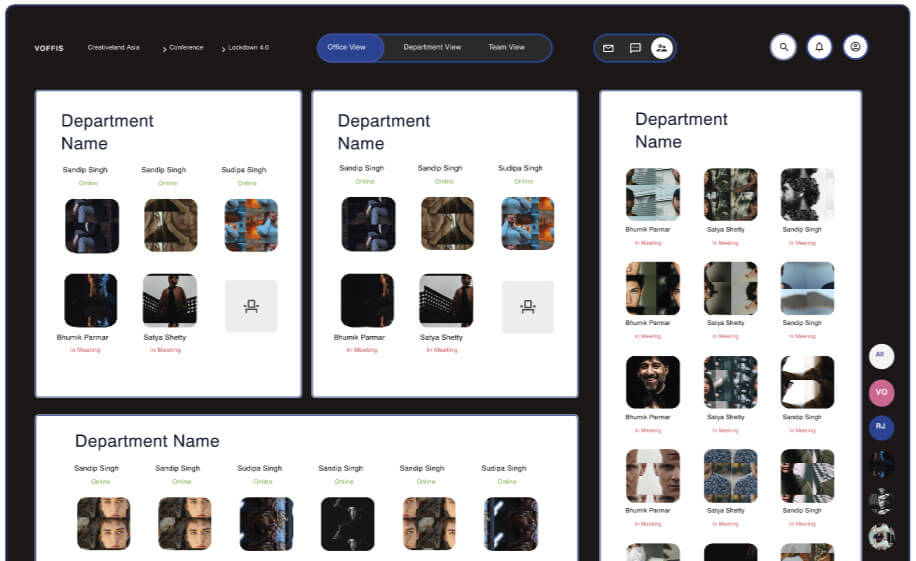 VOFFIS
Creativeland Asia
Conference
Lockdown 4.0
Office View
Department View
Team View
Department
Name
Sandip Singh
Sandip Singh
Sudipa Singh
Online
Online
Online
Bhumik Parmar
Satya Shetty
In Meeting
In Meeting
Department
Name
Sandip Singh
Sandip Singh
Sudipa Singh
Online
Online
Online
Bhumik Parmar
Satya Shetty
In Meeting
In Meeting
Department
Name
Bhumik Parmar
Satya Shetty
Sandip Singh
In Meeting
In Meeting
In Meeting
Bhumik Parmar
Satya Shetty
Sandip Singh
In Meeting
In Meeting
In Meeting
Bhumik Parmar
Satya Shetty
Sandip Singh
In Meeting
In Meeting
In Meeting
Bhumik Parmar
Satya Shetty
Sandip Singh
In Meeting
In Meeting
In Meeting
All
VO
RJ
Department Name
Sandip Singh
Sandip Singh
Sudipa Singh
Sandip Singh
Sandip Singh
Sudipa Singh
Online
Online
Online
Online
Online
Online